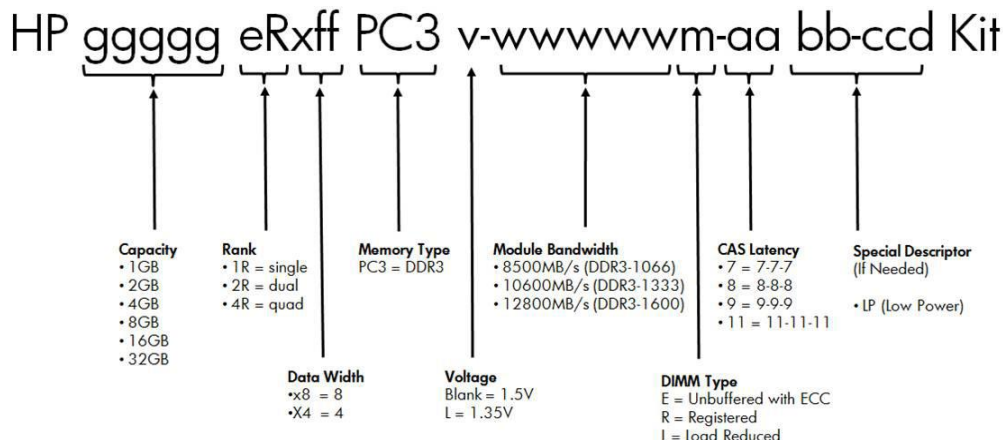 HP ggggg eRxff PC3 v-wwwwwm-aa bb-ccd Kit
Capacity
• 1GB
• 2GB
• 4GB
• 8GB
• 16GB
• 32GB
Rank
• 1R = single
• 2R = dual
• 4R = quad
Memory Type
PC3 = DDR3
Module Bandwidth
• 8500MB/s (DDR3-1066)
• 10600MB/s (DDR3-1333)
• 12800MB/s (DDR3-1600)
CAS Latency
• 7 = 7-7-7
• 8 = 8-8-8
• 9 = 9-9-9
• 11 = 11-11-11
Special Descriptor
(If Needed)
• LP (Low Power)
Data Width
•x8 = 8
•X4 = 4
Voltage
Blank = 1.5V
L = 1.35V
DIMM Type
E = Unbuffered with ECC
R = Registered
L = Load Reduced